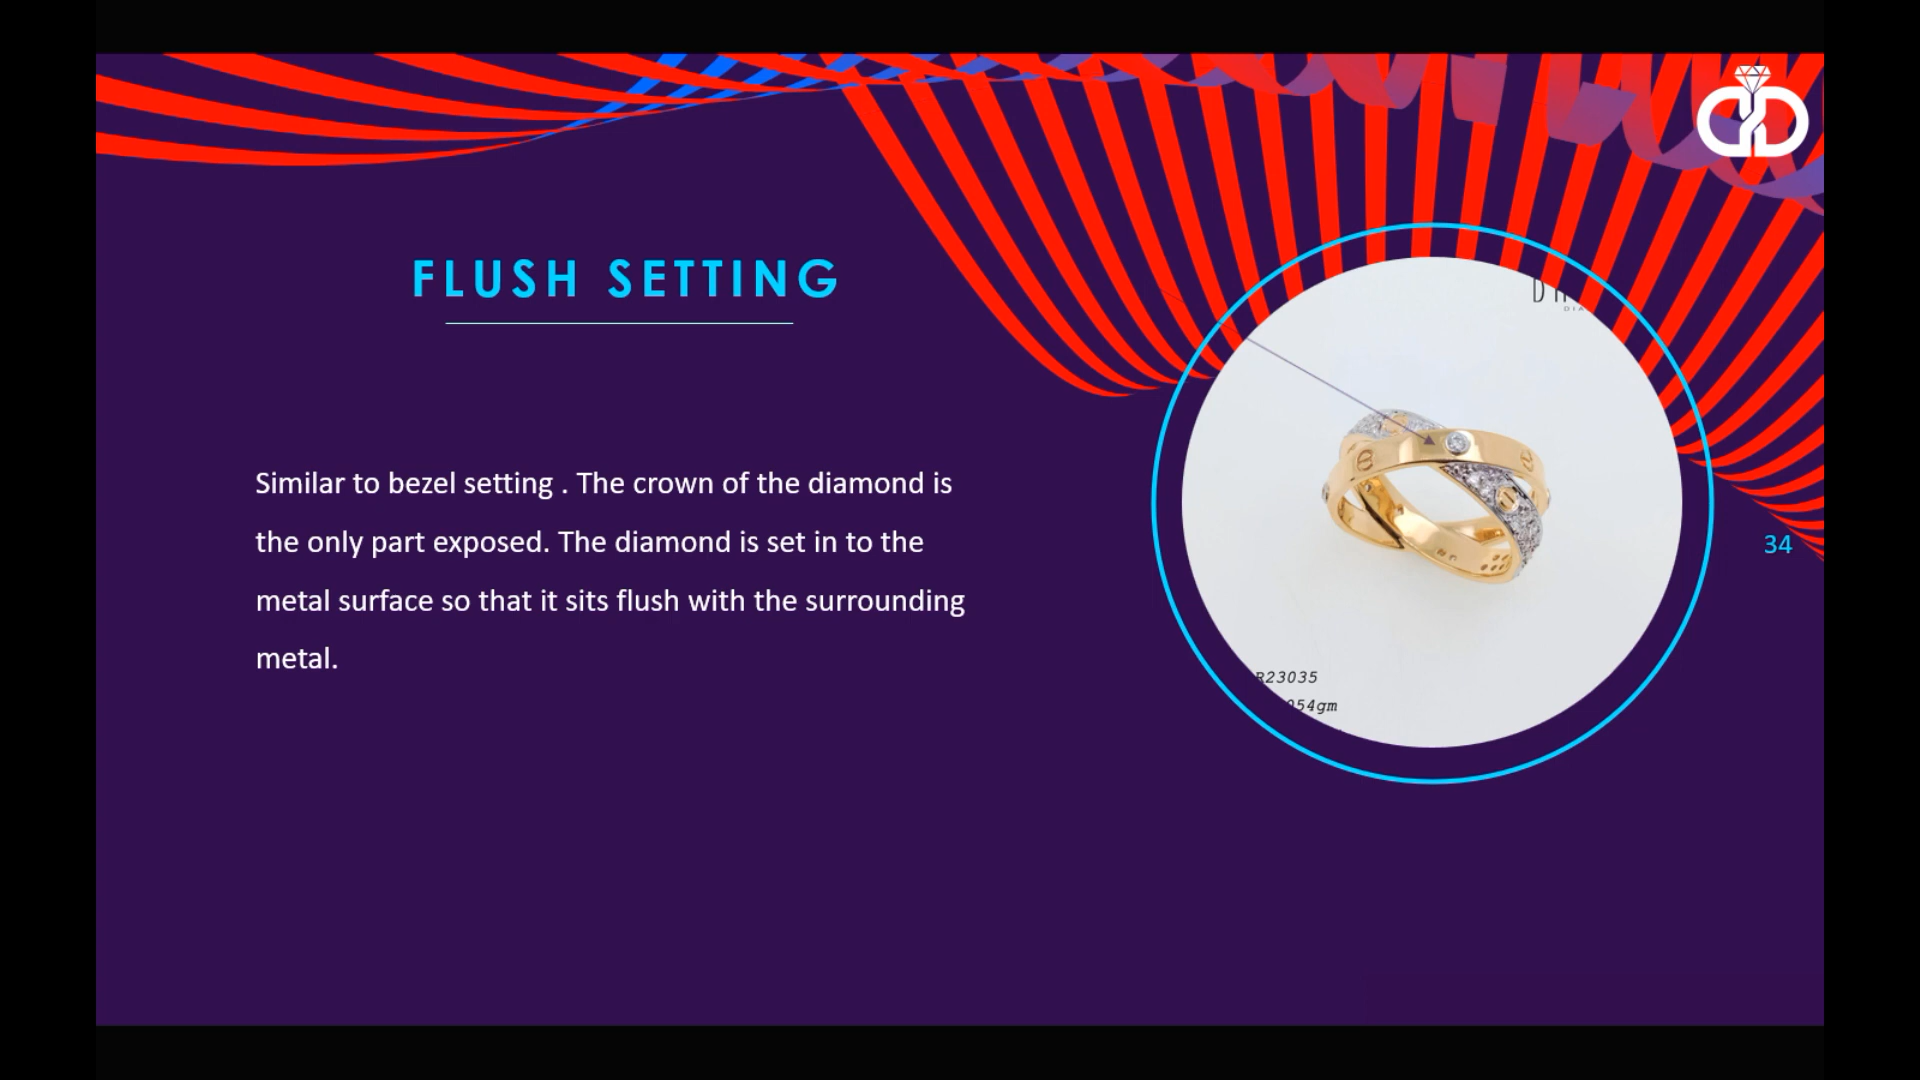 FLUSH SETTING
Similar to bezel setting . The crown of the diamond is
the only part exposed. The diamond is set in to the
metal surface so that it sits flush with the surrounding
metal.
34
R23035
054gm